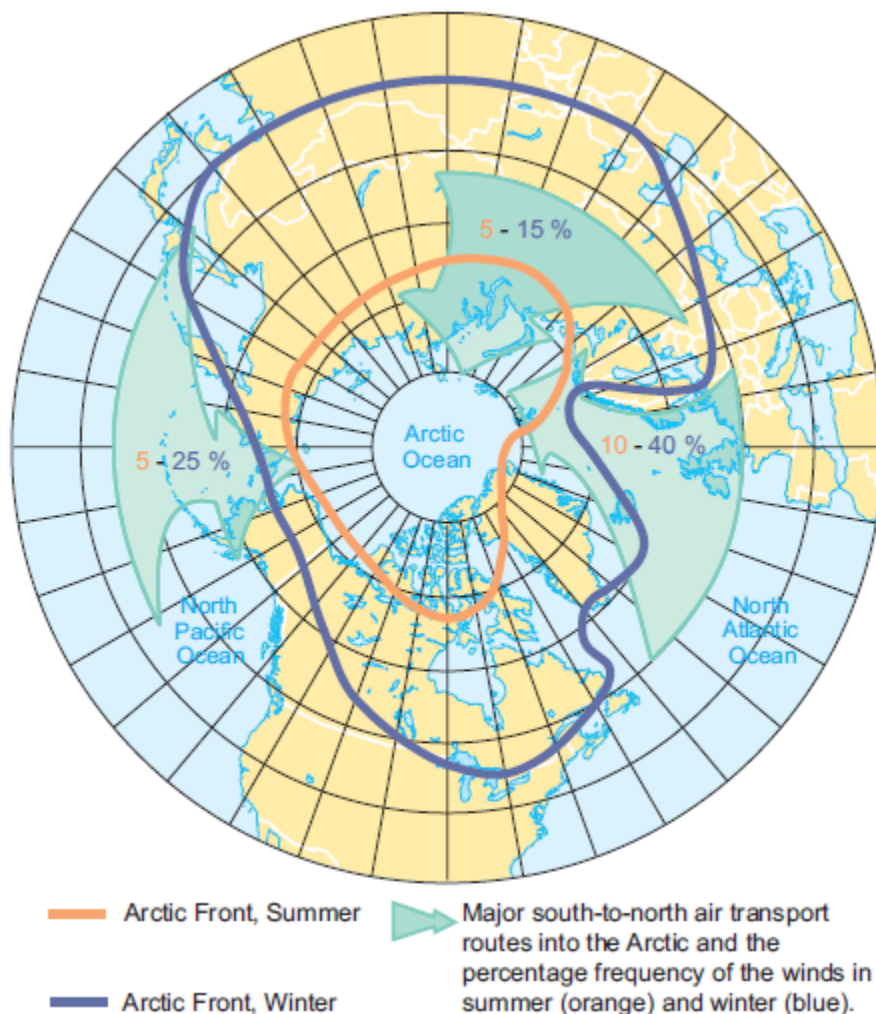 5 - 15 %
Arctic
Ocean
10 - 40 %
5 - 25 %
North
Pacific
Ocean
North
Atlantic
Ocean
Arctic Front, Summer
Arctic Front, Winter
Major south-to-north air transport
routes into the Arctic and the
percentage frequency of the winds in
summer (orange) and winter (blue).